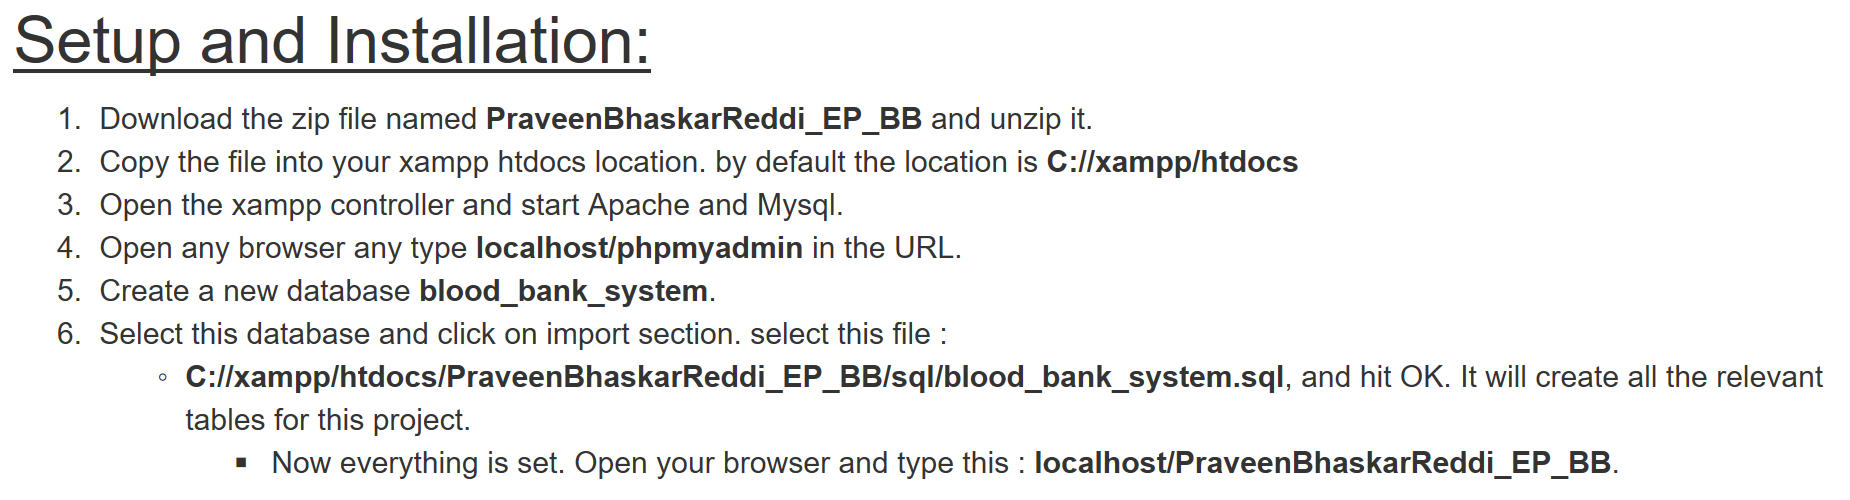 Setup and Installation:
1. Download the zip file named PraveenBhaskarReddi_EP_BB and unzip it.
2. Copy the file into your xampp htdocs location. by default the location is C://xampp/htdocs
3. Open the xampp controller and start Apache and Mysql.
4. Open any browser any type localhost/phpmyadmin in the URL.
5. Create a new database blood_bank_system.
6. Select this database and click on import section. select this file :
◦ C://xampp/htdocs/PraveenBhaskarReddi_EP_BB/sql/blood_bank_system.sql, and hit OK. It will create all the relevant
tables for this project.
▪ Now everything is set. Open your browser and type this : localhost/PraveenBhaskarReddi_EP_BB.